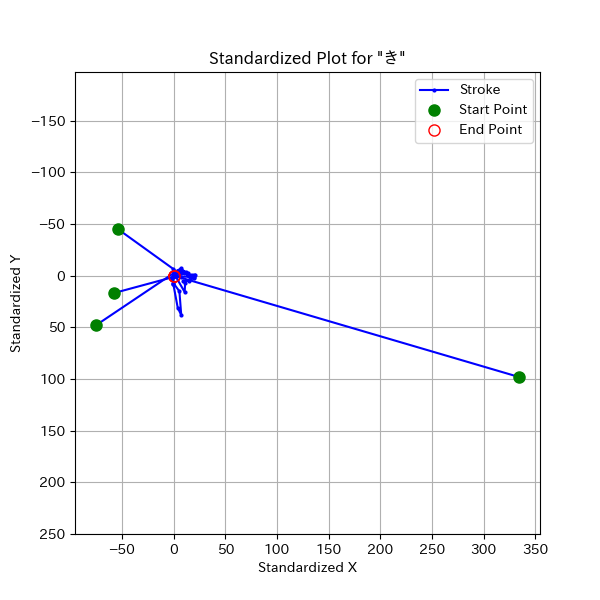 Standardized Plot for "き"
Stroke
Start Point
End Point
Standardized Y
−150
−100
−50
0
50
100
150
200
250
−50 0 50 100 150 200 250 300 350
Standardized X